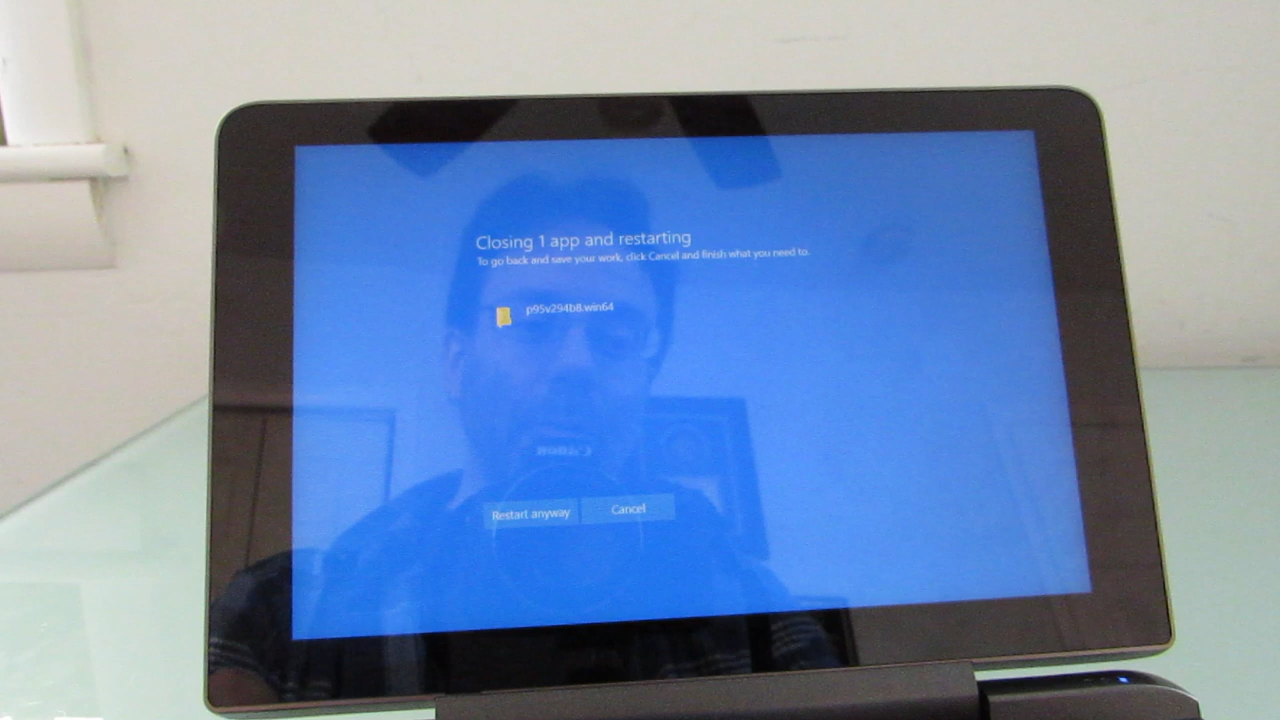 Closing 1 app and restarting
To go back and save your work, click Cancel and finish what you need to.
p95v294b8.win64
Canon
Restart anyway
Cancel